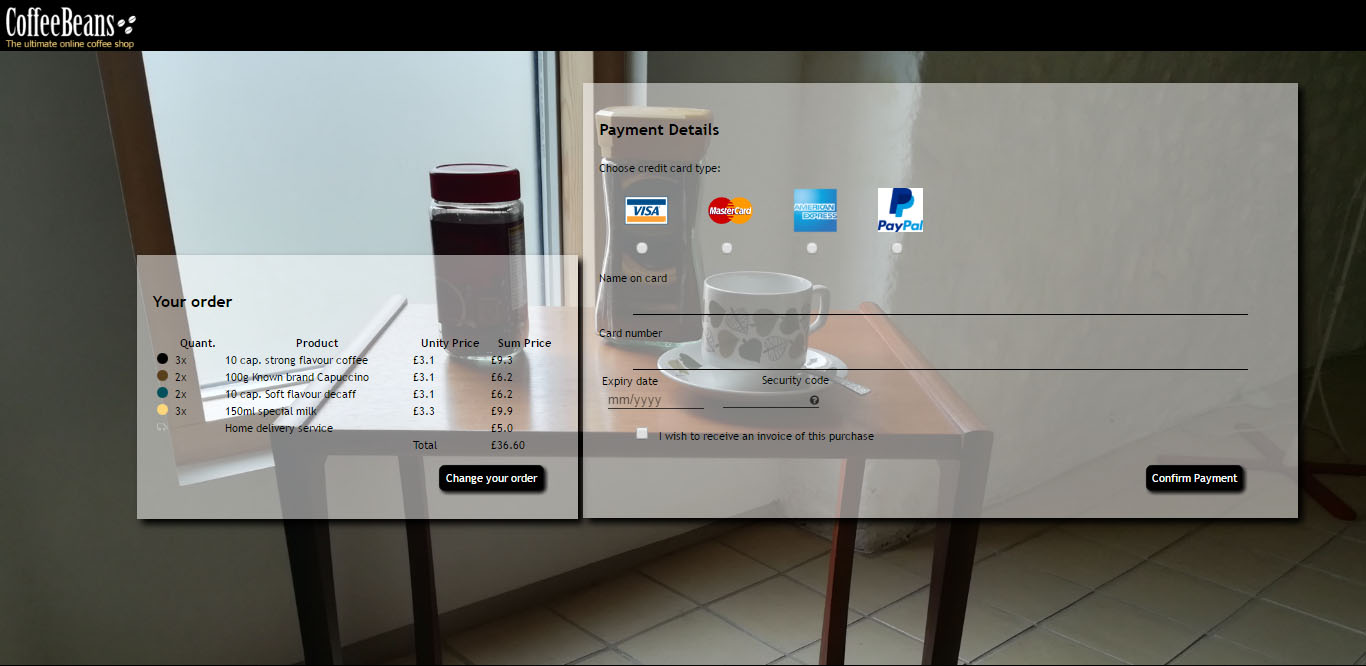 CoffeeBeans
The ultimate online coffee shop
Your order
Quant. Product Unity Price Sum Price
3x 10 cap. strong flavour coffee £3.1 £9.3
2x 100g Known brand Capuccino £3.1 £6.2
2x 10 cap. Soft flavour decaff £3.1 £6.2
3x 150ml special milk £3.3 £9.9
Home delivery service £5.0
Total £36.60
Change your order
Payment Details
Choose credit card type:
VISA MasterCard AMERICAN EXPRESS PayPal
Name on card
Card number
Expiry date Security code
mm/yyyy ?
I wish to receive an invoice of this purchase
Confirm Payment